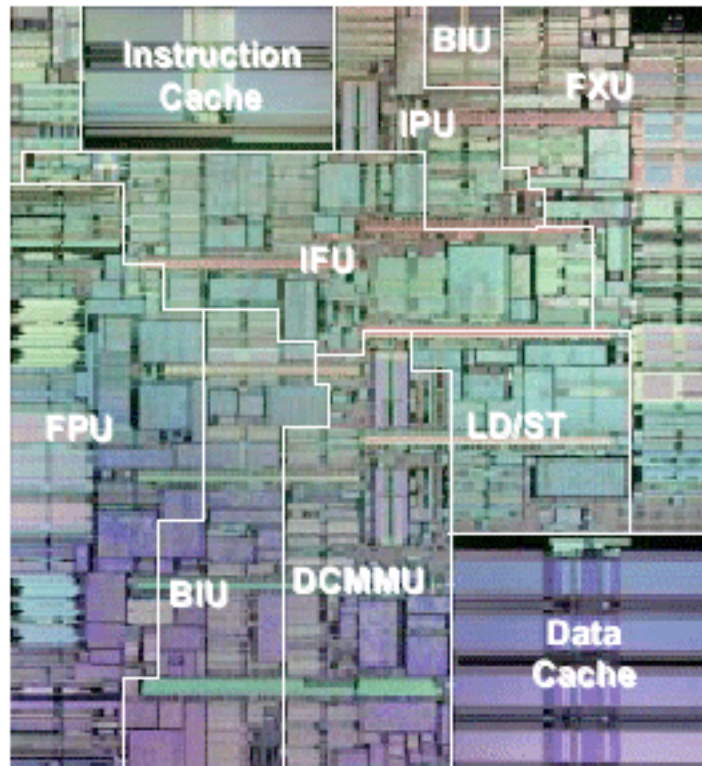 Instruction
Cache
BIU
FXU
IPU
IFU
FPU
LD/ST
BIU
DCMMU
Data
Cache